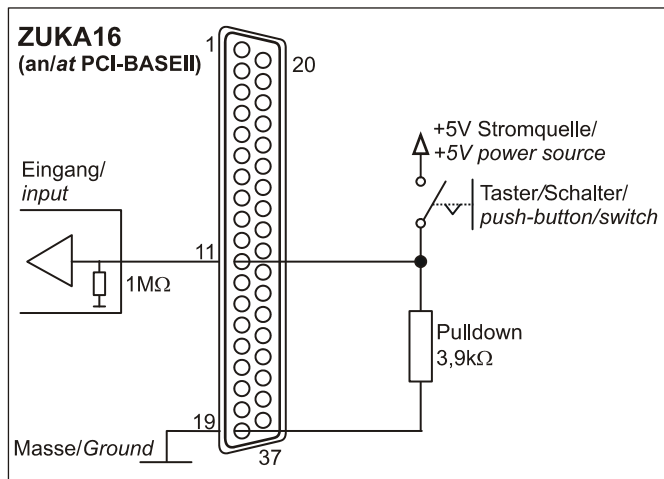 ZUKA16
(an/at PCI-BASEII)
1
20
+5V Stromquelle/
+5V power source
Eingang/
input
Taster/Schalter/
push-button/switch
11
1MΩ
Pulldown
3,9kΩ
19
Masse/Ground
37